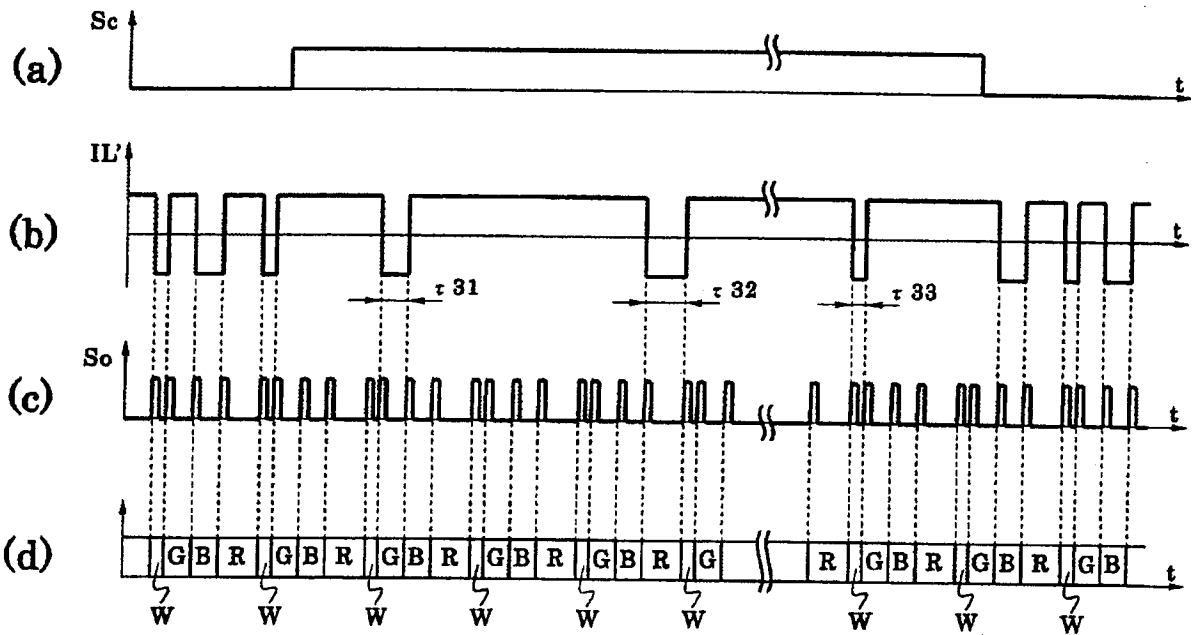 Sc
(a)
t
IL'
(b)
t
τ 31
τ 32
τ 33
So
(c)
t
(d)
G B R G B R G B R G B R G B R G R G B R G B R G B
t
W W W W W W W W W